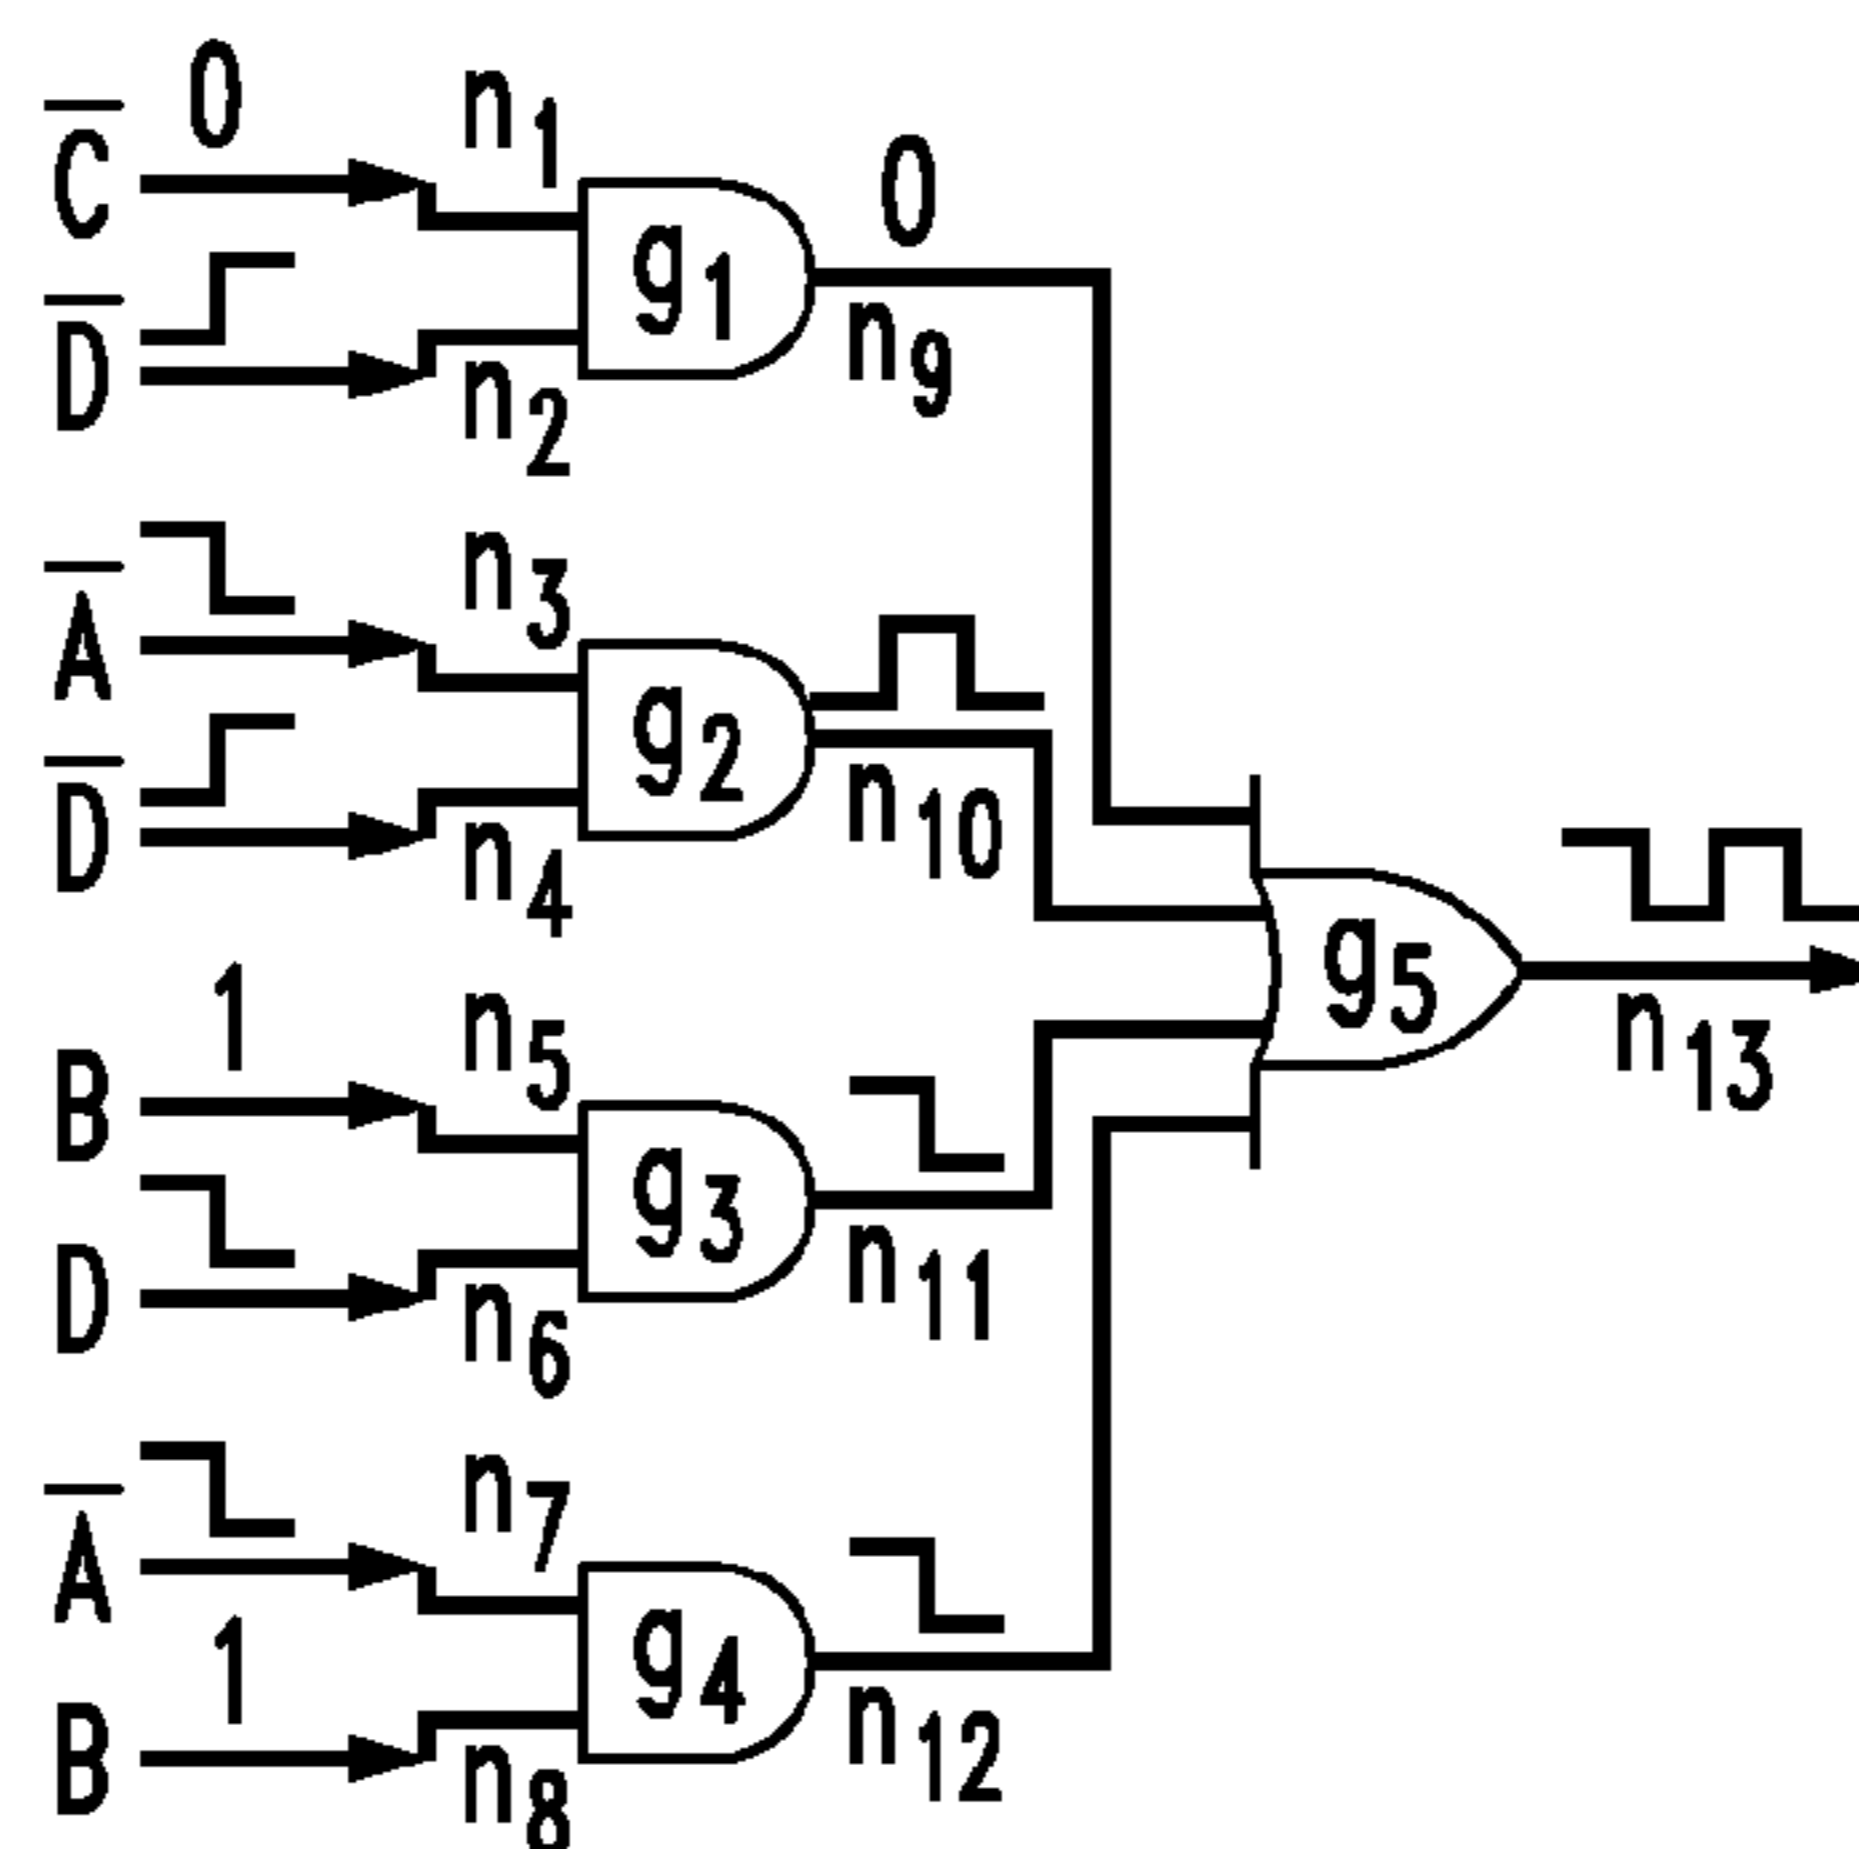 C̅ 0 n1
g1 0 n9
D̅ n2
A̅ n3
g2 n10
D̅ n4
B 1 n5
g3 n11
D n6
A̅ n7
g4 n12
B 1 n8
g5 n13